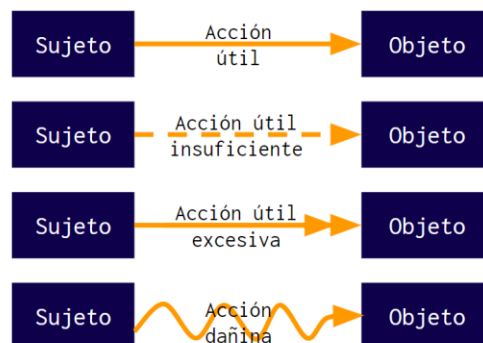 Sujeto
Acción
útil
Objeto
Sujeto
Acción útil
insuficiente
Objeto
Sujeto
Acción útil
excesiva
Objeto
Sujeto
Acción
dañina
Objeto